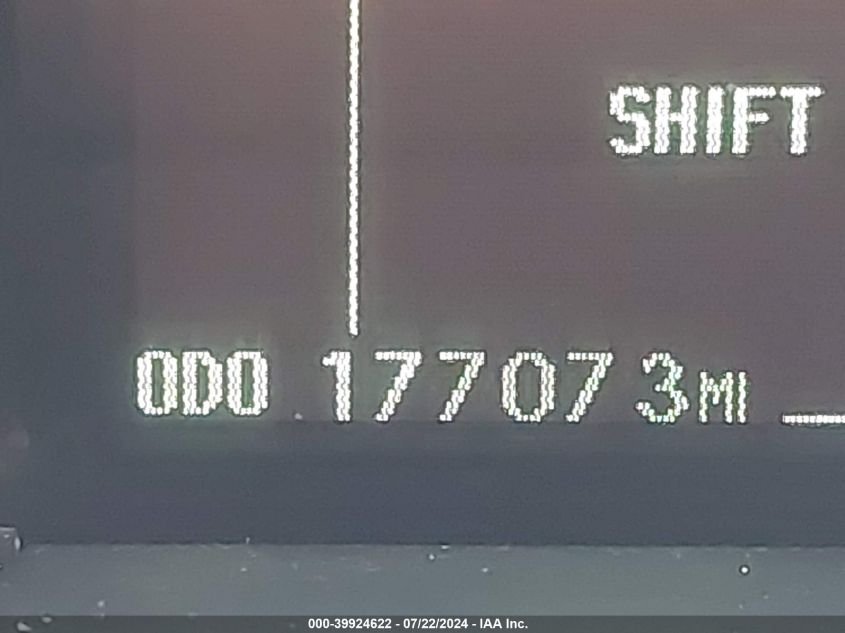 SHIFT
ODO 177073MI
000-39924622 - 07/22/2024 - IAA Inc.